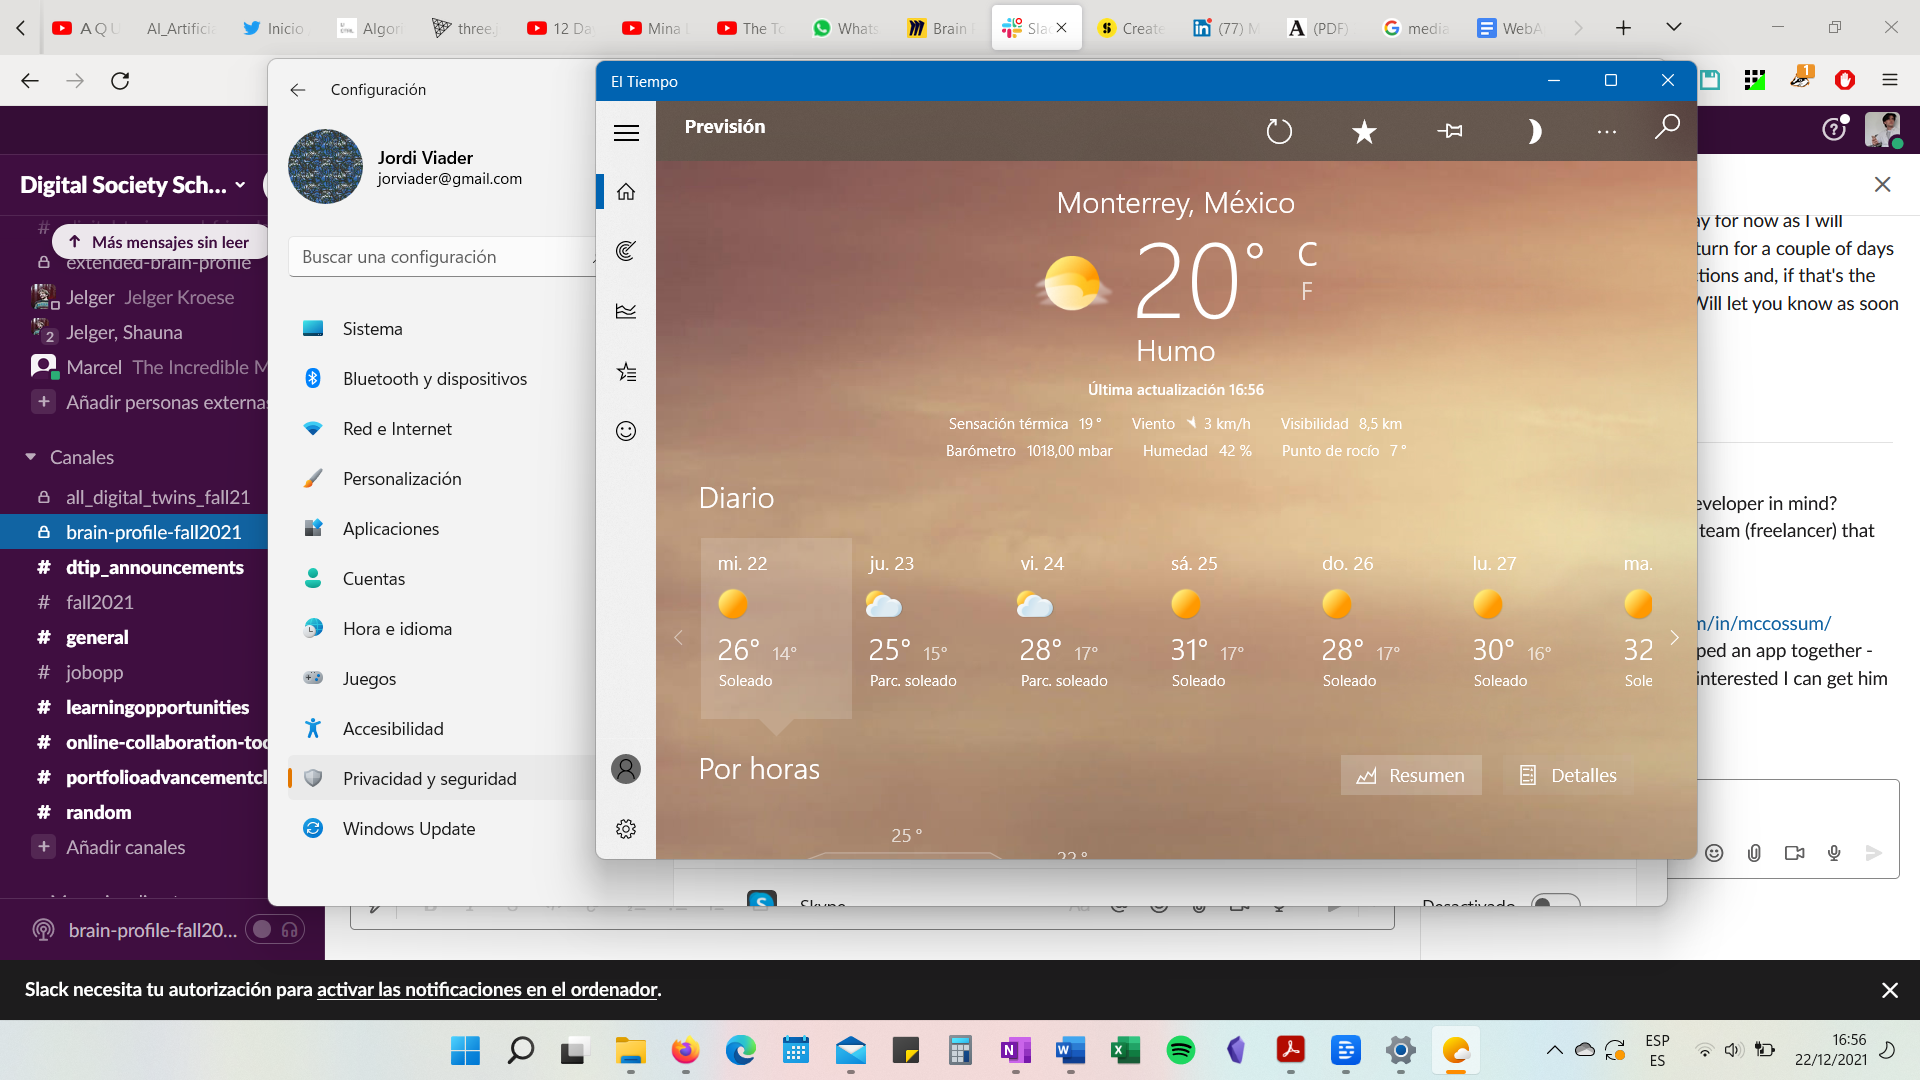 A Q U
AI_Artificia
Inicio
Algori
three.j
12 Da
Mina L
The To
Whats
Brain
Slac
Create
(77) M
(PDF)
media
WebA
1
Configuración
Jordi Viader
jorviader@gmail.com
Buscar una configuración
Sistema
Bluetooth y dispositivos
Red e Internet
Personalización
Aplicaciones
Cuentas
Hora e idioma
Juegos
Accesibilidad
Privacidad y seguridad
Windows Update
El Tiempo
Previsión
Monterrey, México
20° C
F
Humo
Última actualización 16:56
Sensación térmica 19 ° Viento 3 km/h Visibilidad 8,5 km
Barómetro 1018,00 mbar Humedad 42 % Punto de rocío 7 °
Diario
mi. 22 ju. 23 vi. 24 sá. 25 do. 26 lu. 27 ma.
26° 14° 25° 15° 28° 17° 31° 17° 28° 17° 30° 16° 32
Soleado Parc. soleado Parc. soleado Soleado Soleado Soleado Sole
Por horas
Resumen Detalles
25 °
22 °
Digital Society Sch...
Más mensajes sin leer
extended-brain-profile
Jelger Jelger Kroese
2 Jelger, Shauna
Marcel The Incredible M
+ Añadir personas externas
Canales
all_digital_twins_fall21
brain-profile-fall2021
# dtip_announcements
# fall2021
# general
# jobopp
# learningopportunities
# online-collaboration-too
# portfolioadvancementcl
# random
+ Añadir canales
brain-profile-fall20...
ay for now as I will
turn for a couple of days
ctions and, if that's the
Will let you know as soon
eveloper in mind?
team (freelancer) that
m/in/mccossum/
ped an app together -
interested I can get him
Skype
Desactivado
Slack necesita tu autorización para activar las notificaciones en el ordenador.
ESP
ES
16:56
22/12/2021